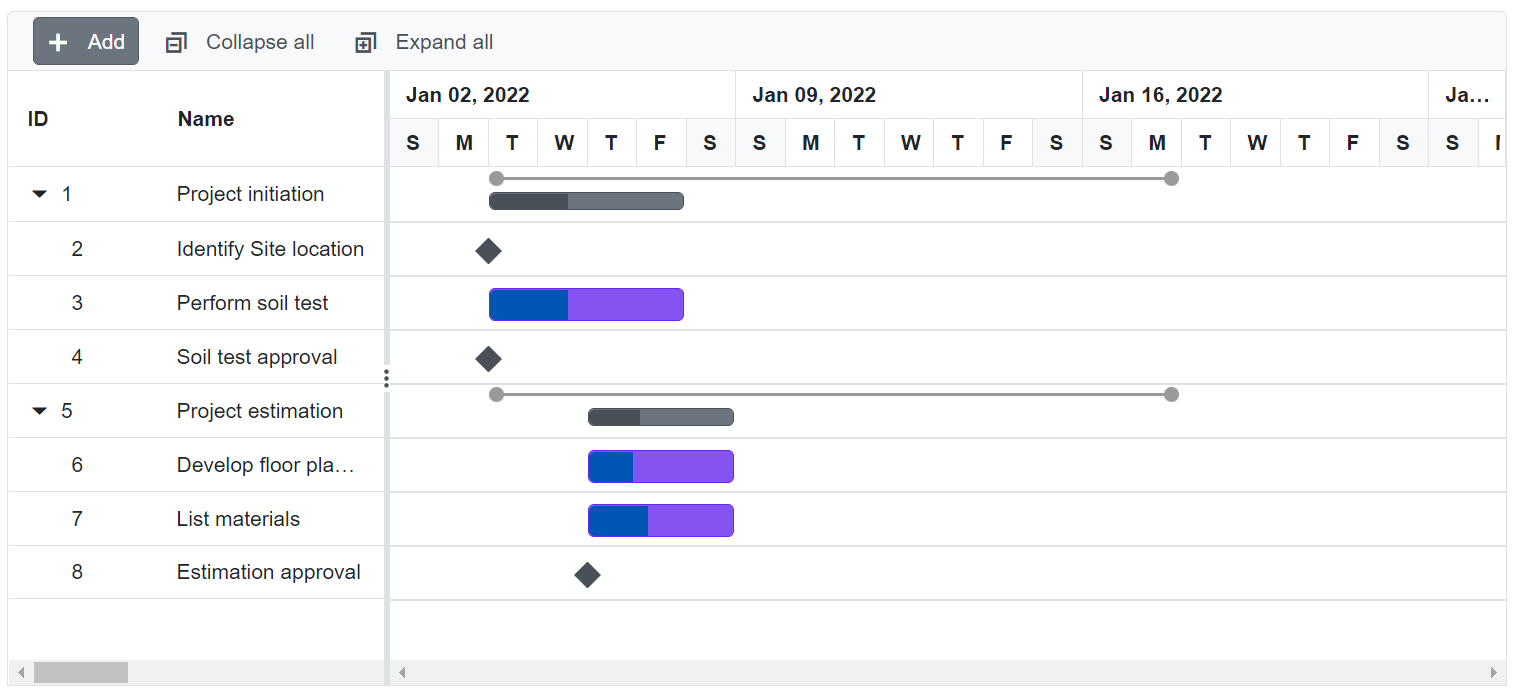 Add Collapse all Expand all
ID Name Jan 02, 2022 Jan 09, 2022 Jan 16, 2022 Ja...
S M T W T F S S M T W T F S S M T W T F S S
1 Project initiation
2 Identify Site location
3 Perform soil test
4 Soil test approval
5 Project estimation
6 Develop floor pla...
7 List materials
8 Estimation approval